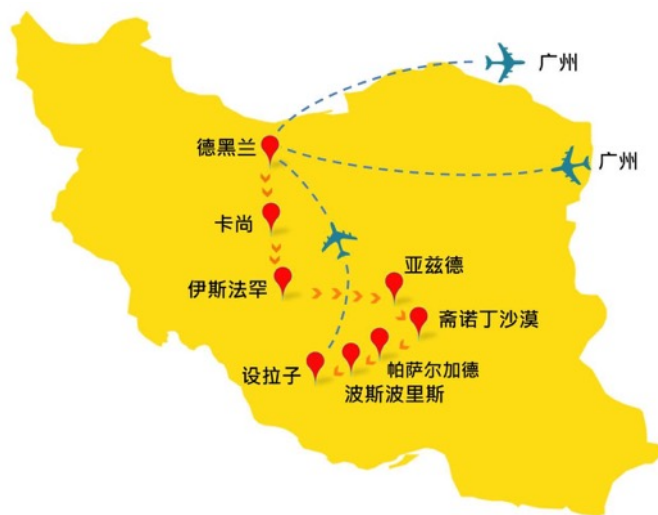 广州
德黑兰
广州
卡尚
亚兹德
伊斯法罕
斋诺丁沙漠
帕萨尔加德
设拉子
波斯波里斯